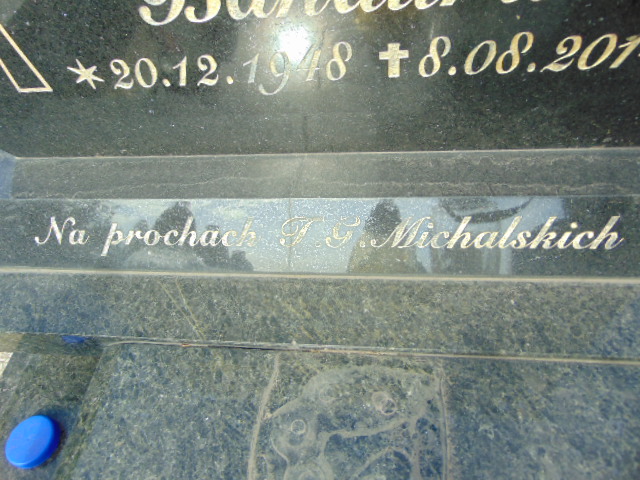 *20.12.1948 ✝8.08.201
Na prochach T.G.Michalskich